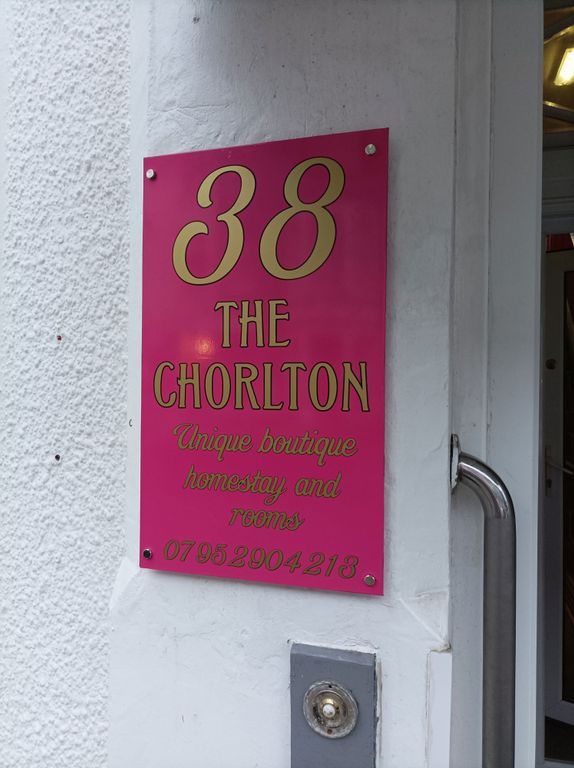 38
THE
CHORLTON
Unique boutique
homestay and
rooms
07952904213